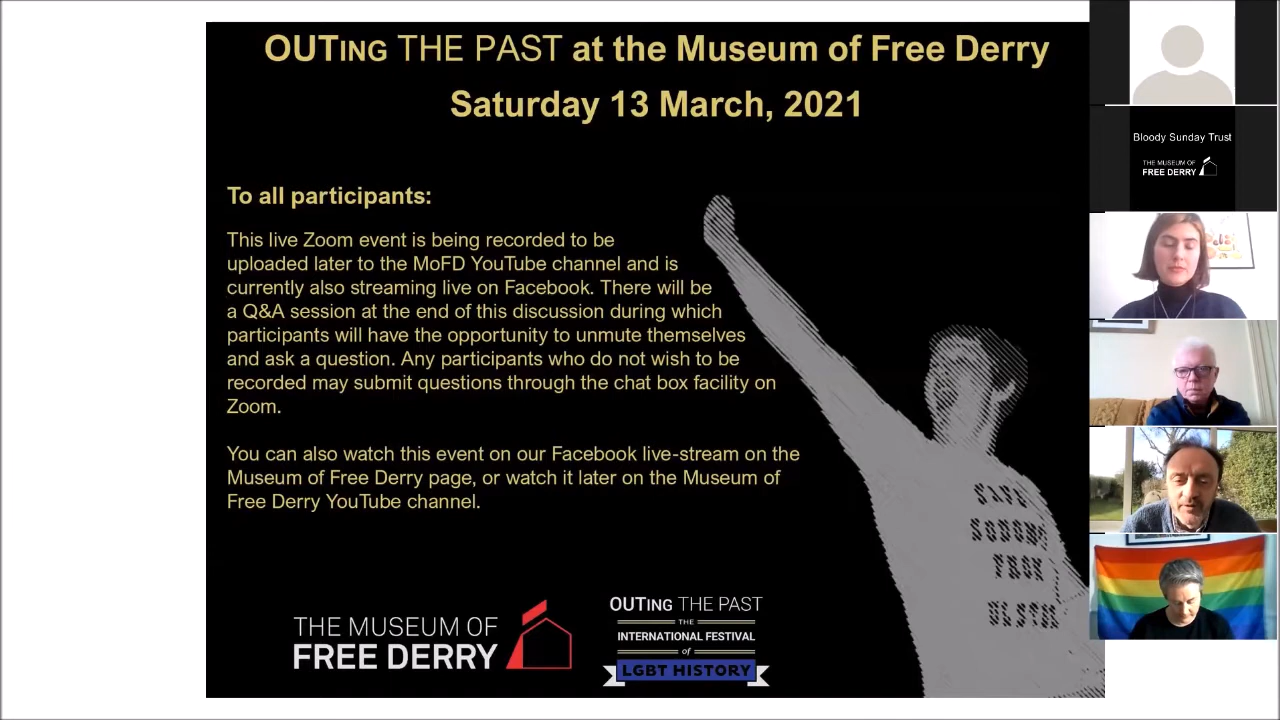 OUTING THE PAST at the Museum of Free Derry
Saturday 13 March, 2021
To all participants:
This live Zoom event is being recorded to be
uploaded later to the MoFD YouTube channel and is
currently also streaming live on Facebook. There will be
a Q&A session at the end of this discussion during which
participants will have the opportunity to unmute themselves
and ask a question. Any participants who do not wish to be
recorded may submit questions through the chat box facility on
Zoom.
You can also watch this event on our Facebook live-stream on the
Museum of Free Derry page, or watch it later on the Museum of
Free Derry YouTube channel.
SAVE
SODOMY
FROM
ULSTER
THE MUSEUM OF
FREE DERRY
OUTING THE PAST
THE
INTERNATIONAL FESTIVAL
of
LGBT HISTORY
Bloody Sunday Trust
THE MUSEUM OF
FREE DERRY